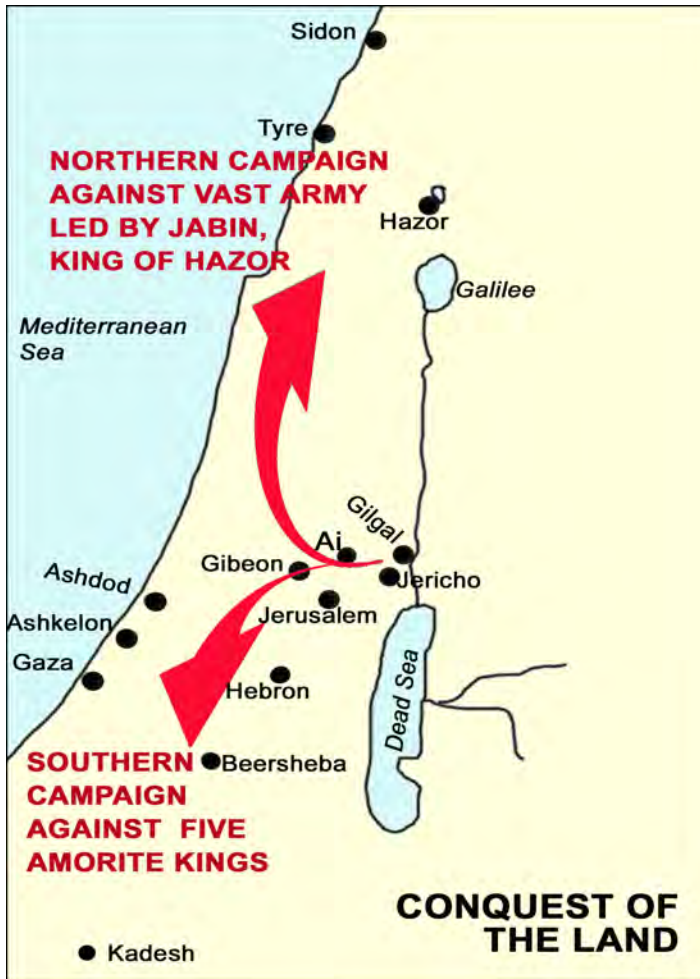 Sidon
Tyre
NORTHERN CAMPAIGN
AGAINST VAST ARMY
LED BY JABIN,
KING OF HAZOR
Hazor
Galilee
Mediterranean
Sea
Gilgal
Ai
Gibeon
Jericho
Ashdod
Jerusalem
Ashkelon
Gaza
Hebron
Dead Sea
Beersheba
SOUTHERN
CAMPAIGN
AGAINST FIVE
AMORITE KINGS
CONQUEST OF
THE LAND
Kadesh